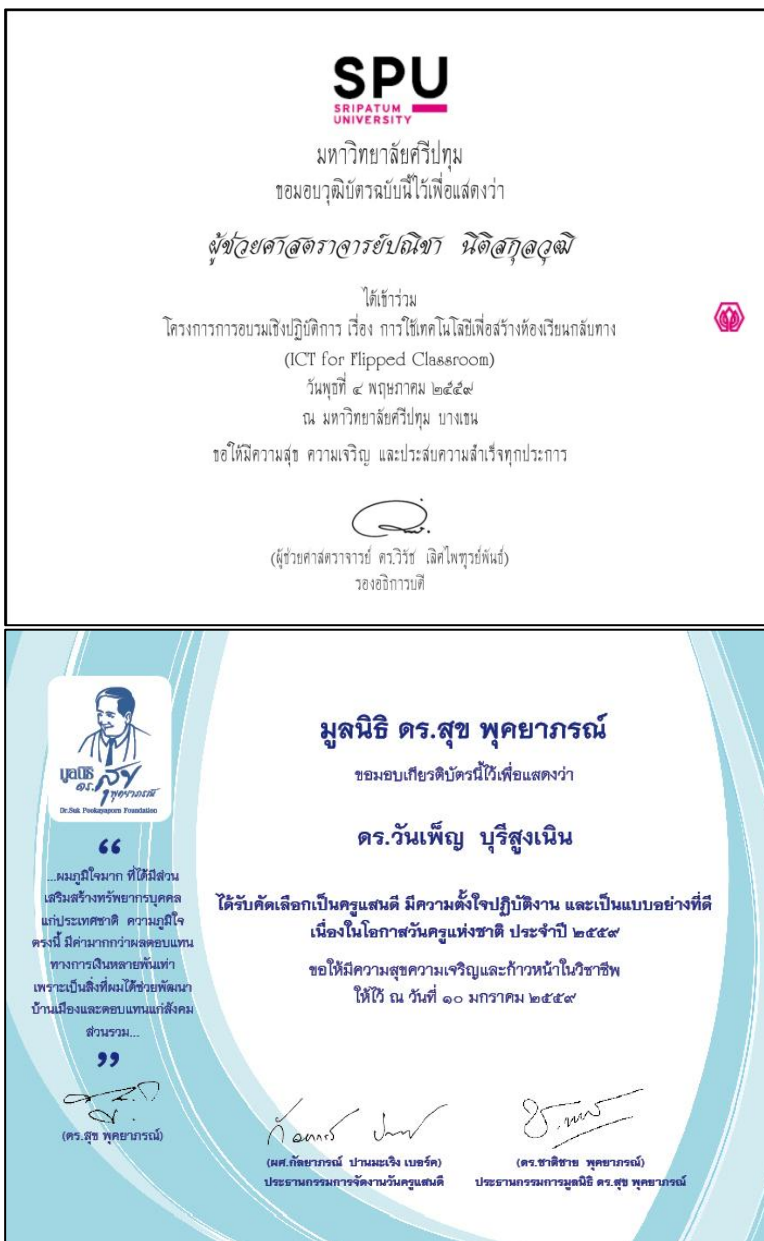 SPU
SRIPATUM
UNIVERSITY
มหาวิทยาลัยศรีปทุม
ขอมอบวุฒิบัตรฉบับนี้ไว้เพื่อแสดงว่า
ผู้ช่วยศาสตราจารย์ปณิชา นิติสกุลวุฒิ
ได้เข้าร่วม
โครงการการอบรมเชิงปฏิบัติการ เรื่อง การใช้เทคโนโลยีเพื่อสร้างห้องเรียนกลับทาง
(ICT for Flipped Classroom)
วันพุธที่ ๔ พฤษภาคม ๒๕๕๙
ณ มหาวิทยาลัยศรีปทุม บางเขน
ขอให้มีความสุข ความเจริญ และประสบความสำเร็จทุกประการ
(ผู้ช่วยศาสตราจารย์ ดร.วิรัช เลิศไพฑูรย์พันธ์)
รองอธิการบดี
มูลนิธิ
ดร.สุข
พุคยาภรณ์
Dr.Suk Pookayaporn Foundation
“
...ผมภูมิใจมาก ที่ได้มีส่วน
เสริมสร้างทรัพยากรบุคคล
แก่ประเทศชาติ ความภูมิใจ
ตรงนี้ มีค่ามากกว่าผลตอบแทน
ทางการเงินหลายพันเท่า
เพราะเป็นสิ่งที่ผมได้ช่วยพัฒนา
บ้านเมืองและตอบแทนแก่สังคม
ส่วนรวม...
”
(ดร.สุข พุคยาภรณ์)
มูลนิธิ ดร.สุข พุคยาภรณ์
ขอมอบเกียรติบัตรนี้ไว้เพื่อแสดงว่า
ดร.วันเพ็ญ บุรีสูงเนิน
ได้รับคัดเลือกเป็นครูแสนดี มีความตั้งใจปฏิบัติงาน และเป็นแบบอย่างที่ดี
เนื่องในโอกาสวันครูแห่งชาติ ประจำปี ๒๕๕๙
ขอให้มีความสุขความเจริญและก้าวหน้าในวิชาชีพ
ให้ไว้ ณ วันที่ ๑๐ มกราคม ๒๕๕๙
(ผศ.กัลยาภรณ์ ปานมะเริง เบอร์ค)
ประธานกรรมการจัดงานวันครูแสนดี
(ดร.ชาติชาย พุคยาภรณ์)
ประธานกรรมการมูลนิธิ ดร.สุข พุคยาภรณ์